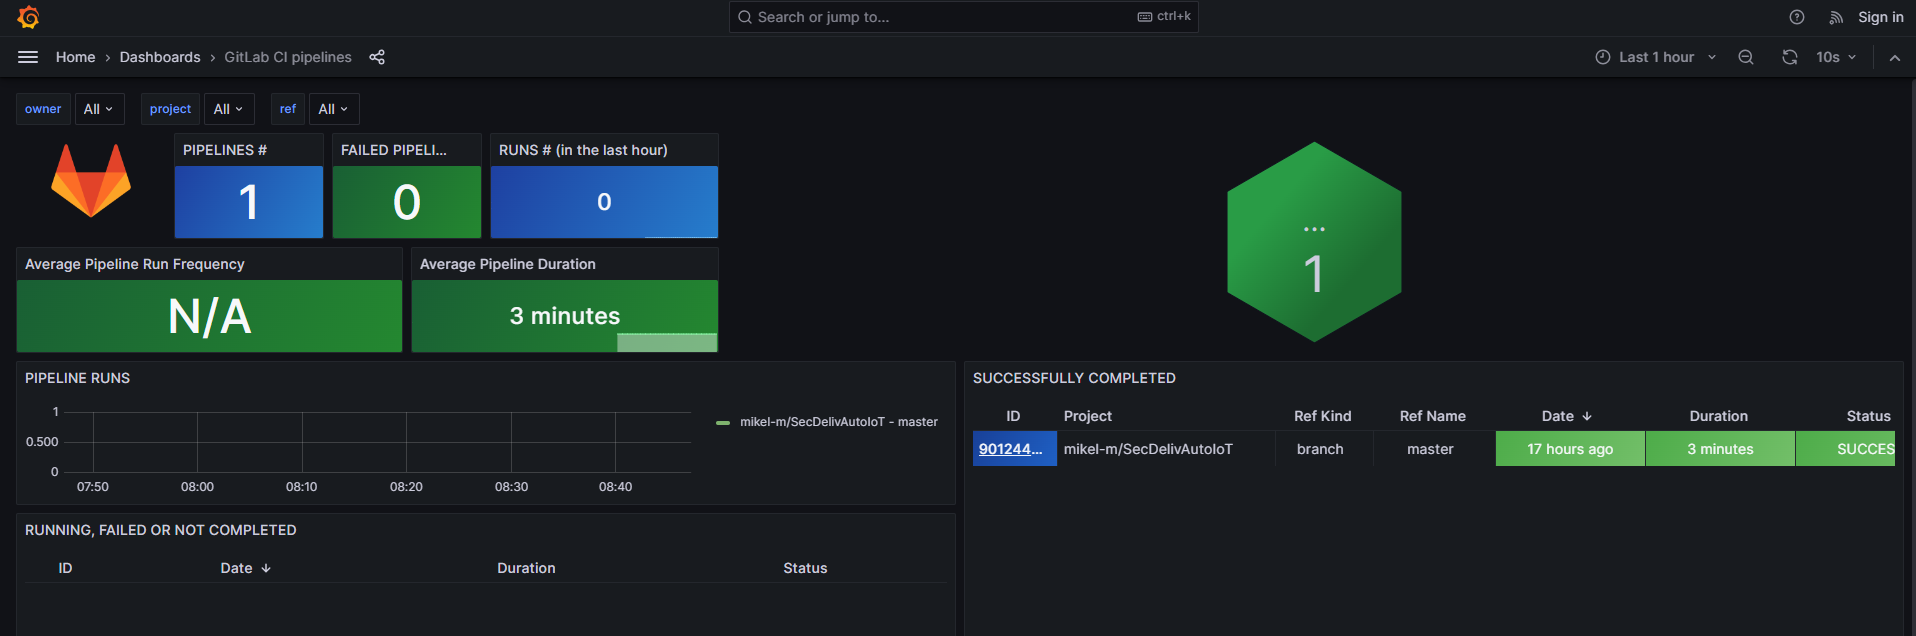 Search or jump to...
ctrl+k
Sign in
Home › Dashboards › GitLab CI pipelines
Last 1 hour
10s
owner All project All ref All
PIPELINES #
1
FAILED PIPELI...
0
RUNS # (in the last hour)
0
...
1
Average Pipeline Run Frequency
N/A
Average Pipeline Duration
3 minutes
PIPELINE RUNS
1
0.500
0
07:50 08:00 08:10 08:20 08:30 08:40
mikel-m/SecDelivAutoIoT - master
SUCCESSFULLY COMPLETED
ID Project Ref Kind Ref Name Date ↓ Duration Status
901244... mikel-m/SecDelivAutoIoT branch master 17 hours ago 3 minutes SUCCES
RUNNING, FAILED OR NOT COMPLETED
ID Date ↓ Duration Status